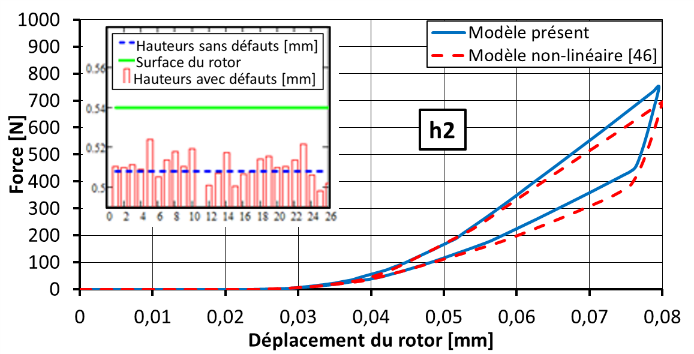 1000
900
800
700
600
500
400
300
200
100
0
Force [N]
0.56
0.54
0.52
0.5
Hauteurs sans défauts [mm]
Surface du rotor
Hauteurs avec défauts [mm]
0 2 4 6 8 10 12 14 16 18 20 22 24 26
Modèle présent
Modèle non-linéaire [46]
h2
0 0,01 0,02 0,03 0,04 0,05 0,06 0,07 0,08
Déplacement du rotor [mm]